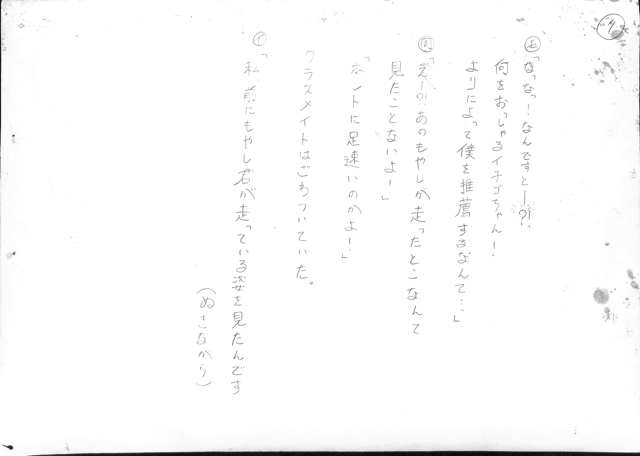 ㋲「なっなっ!なんですとー?!
何をおっしゃるイチゴちゃん!
よりによって僕を推薦するなんて…」
「えーっ?!あのもやしが走ったとこなんて
見たことないよ!」
「ホントに足速いのかよ!」
クラスメイトはざわついていた。
㋑「私、前にもやし君が走っている姿を見たんです
(ぬきながら)